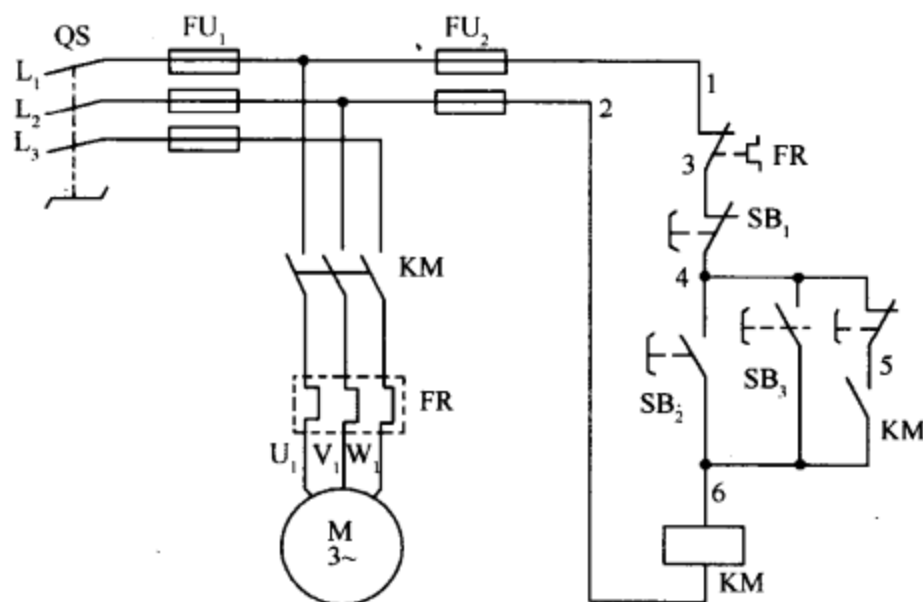 QS
FU₁
FU₂
L₁
L₂
L₃
1
2
3
FR
SB₁
4
KM
SB₂
SB₃
5
KM
FR
U₁
V₁
W₁
6
M
3~
KM